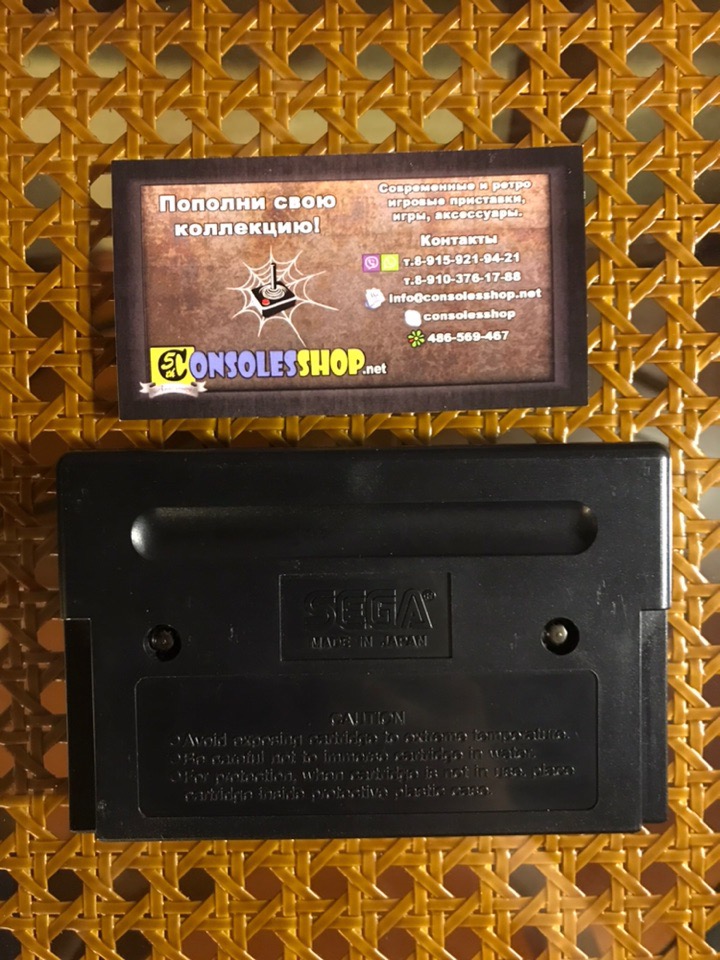 Пополни свою
коллекцию!
Современные и ретро
игровые приставки,
игры, аксессуары.
Контакты
т.8-915-921-94-21
т.8-910-376-17-88
info@consolesshop.net
consolesshop
486-569-467
CONSOLESSHOP.net
SEGA®
MADE IN JAPAN
CAUTION
Avoid exposing cartridge to extreme temperature.
Be careful not to immerse cartridge in water.
For protection, when cartridge is not in use, place
cartridge inside protective plastic case.